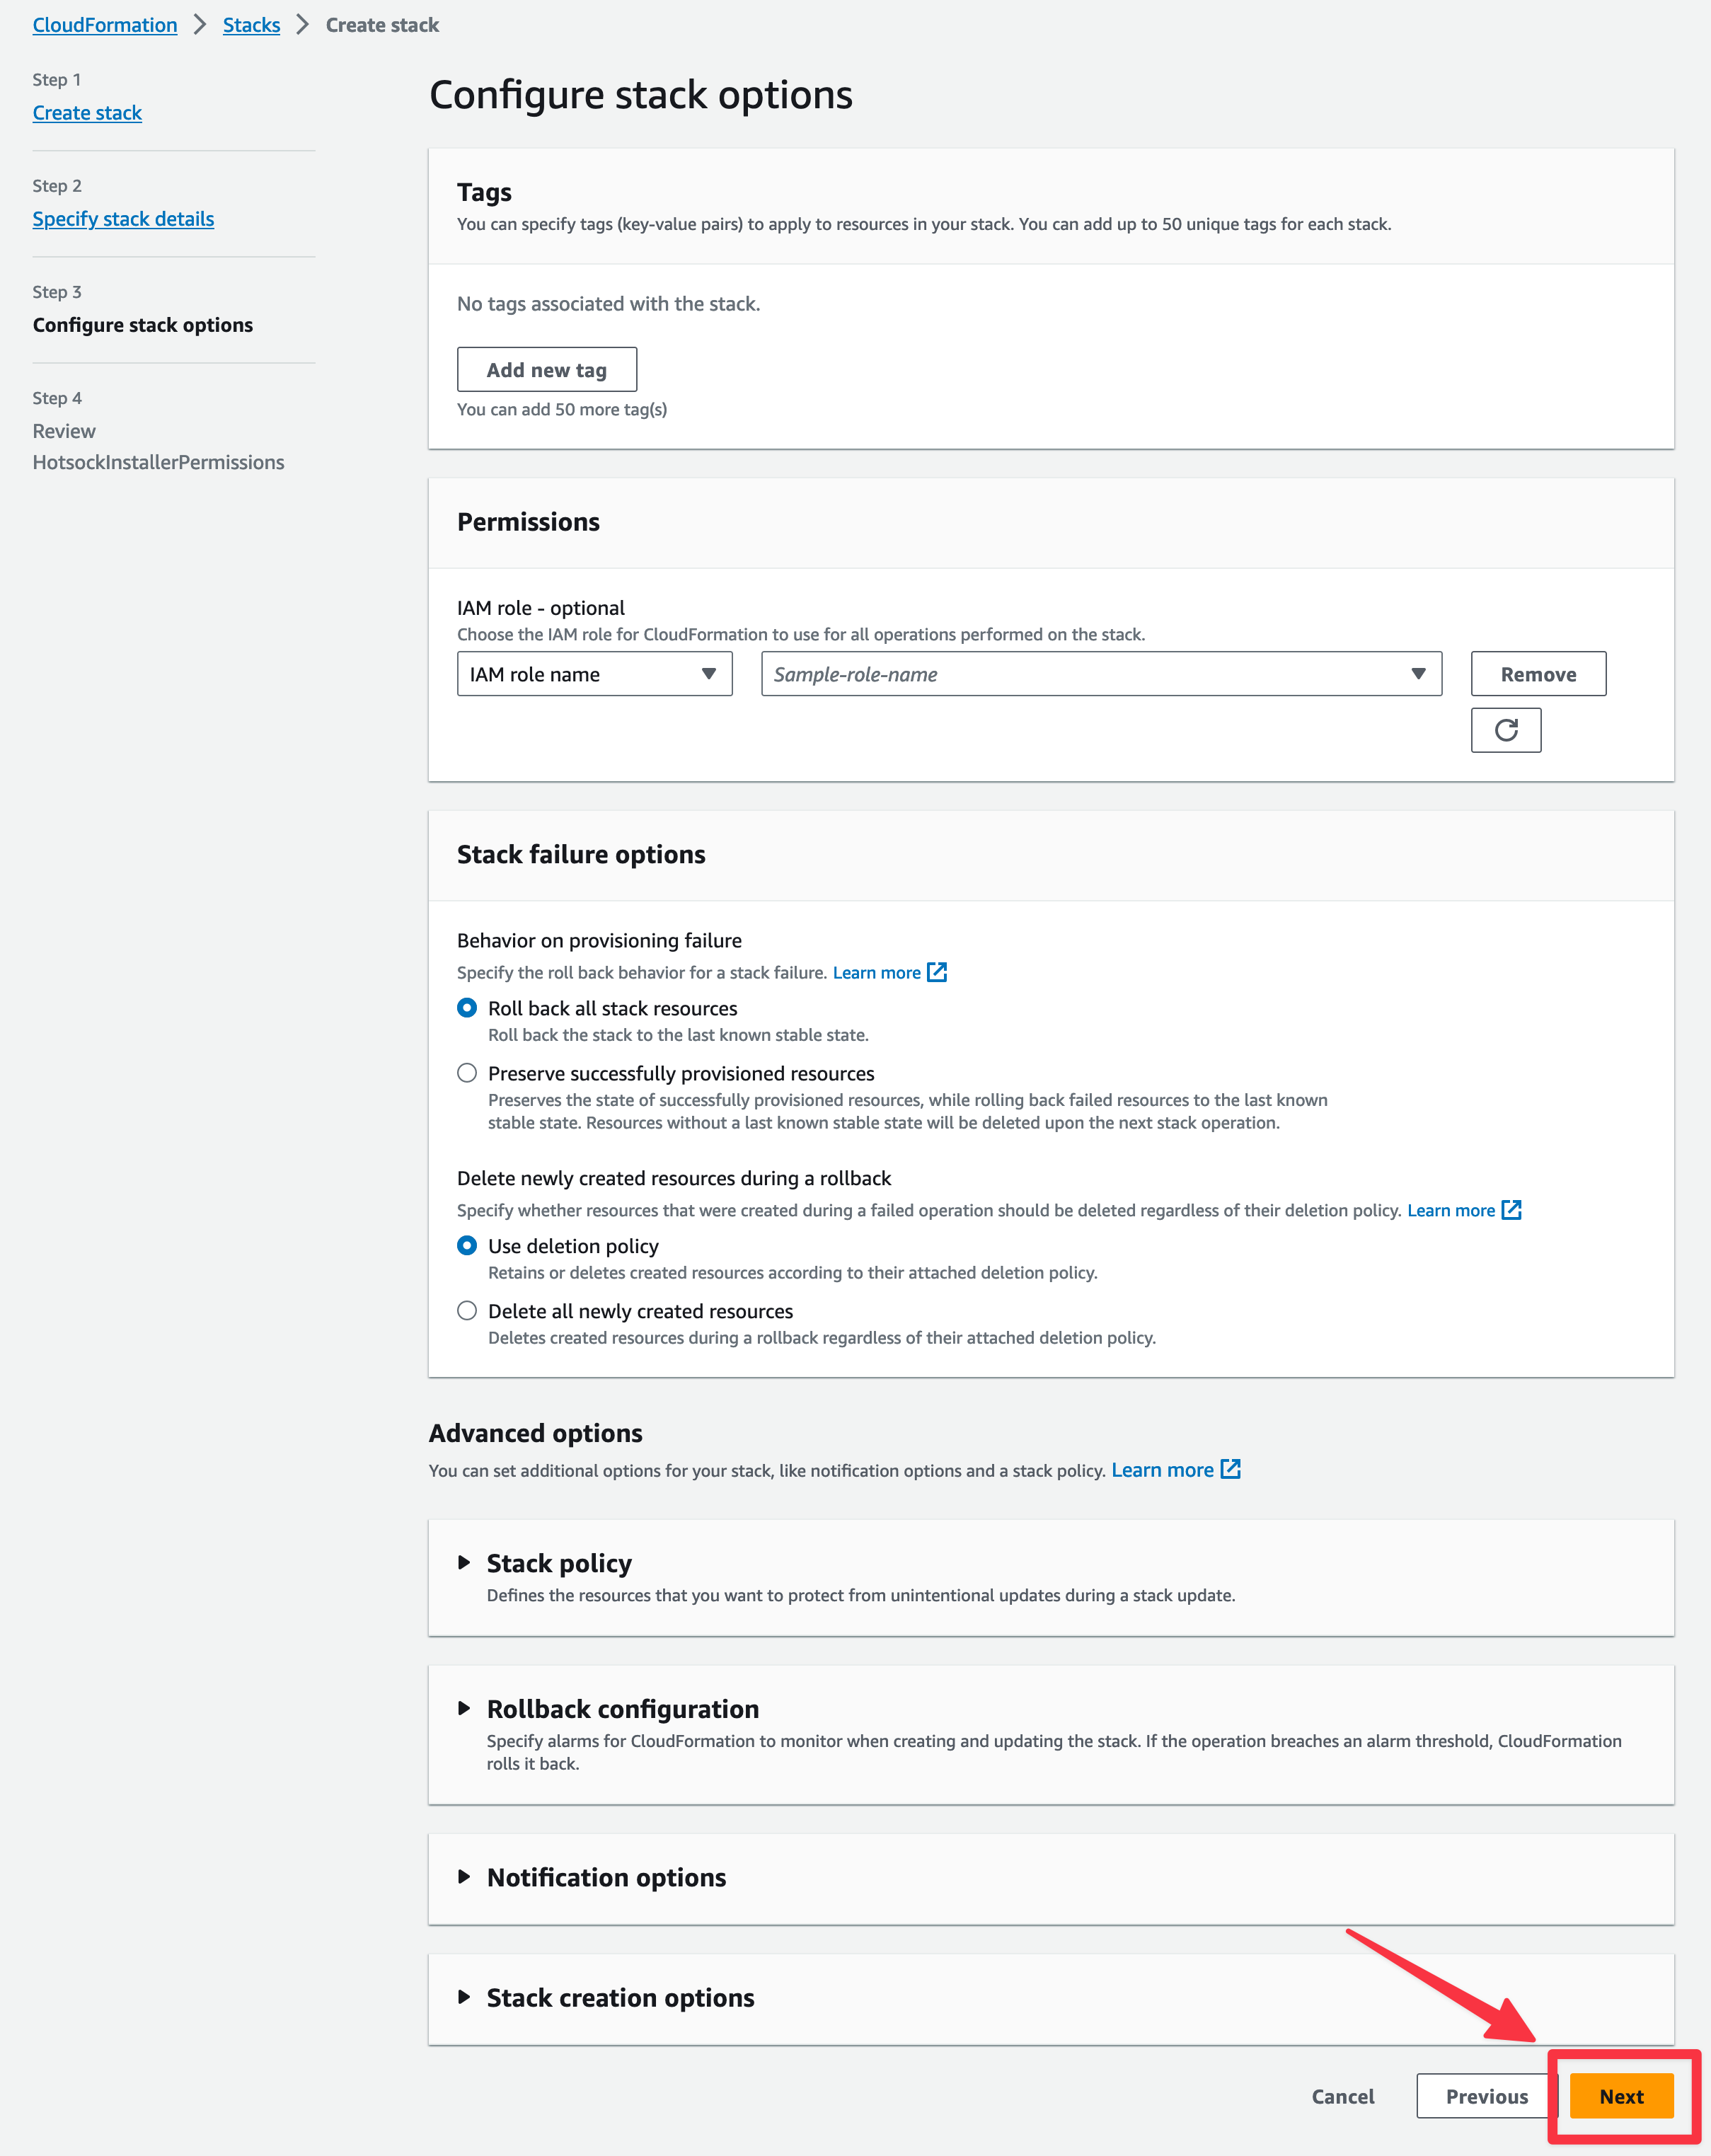 CloudFormation > Stacks > Create stack
Step 1
Create stack
Step 2
Specify stack details
Step 3
Configure stack options
Step 4
Review
HotsockInstallerPermissions
Configure stack options
Tags
You can specify tags (key-value pairs) to apply to resources in your stack. You can add up to 50 unique tags for each stack.
No tags associated with the stack.
Add new tag
You can add 50 more tag(s)
Permissions
IAM role - optional
Choose the IAM role for CloudFormation to use for all operations performed on the stack.
IAM role name Sample-role-name Remove
Stack failure options
Behavior on provisioning failure
Specify the roll back behavior for a stack failure. Learn more
Roll back all stack resources
Roll back the stack to the last known stable state.
Preserve successfully provisioned resources
Preserves the state of successfully provisioned resources, while rolling back failed resources to the last known
stable state. Resources without a last known stable state will be deleted upon the next stack operation.
Delete newly created resources during a rollback
Specify whether resources that were created during a failed operation should be deleted regardless of their deletion policy. Learn more
Use deletion policy
Retains or deletes created resources according to their attached deletion policy.
Delete all newly created resources
Deletes created resources during a rollback regardless of their attached deletion policy.
Advanced options
You can set additional options for your stack, like notification options and a stack policy. Learn more
Stack policy
Defines the resources that you want to protect from unintentional updates during a stack update.
Rollback configuration
Specify alarms for CloudFormation to monitor when creating and updating the stack. If the operation breaches an alarm threshold, CloudFormation
rolls it back.
Notification options
Stack creation options
Cancel Previous Next